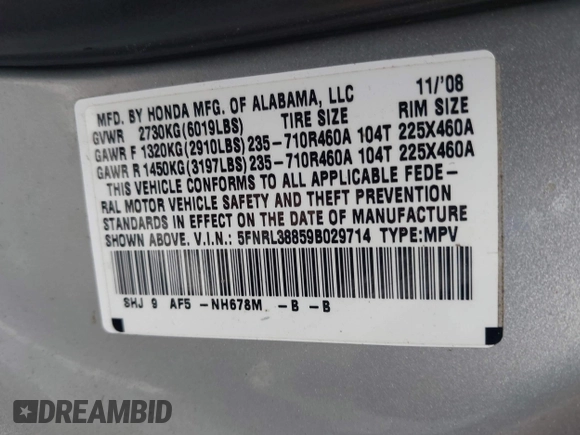 MFD. BY HONDA MFG. OF ALABAMA, LLC 11/'08
GVWR 2730KG(6019LBS) TIRE SIZE RIM SIZE
GAWR F 1320KG(2910LBS) 235-710R460A 104T 225X460A
GAWR R 1450KG(3197LBS) 235-710R460A 104T 225X460A
THIS VEHICLE CONFORMS TO ALL APPLICABLE FEDE-
RAL MOTOR VEHICLE SAFETY AND THEFT PREVENTION
STANDARDS IN EFFECT ON THE DATE OF MANUFACTURE
SHOWN ABOVE. V.I.N.: 5FNRL38859B029714 TYPE:MPV
SHJ 9 AF5 -NH678M -B -B
DREAMBID